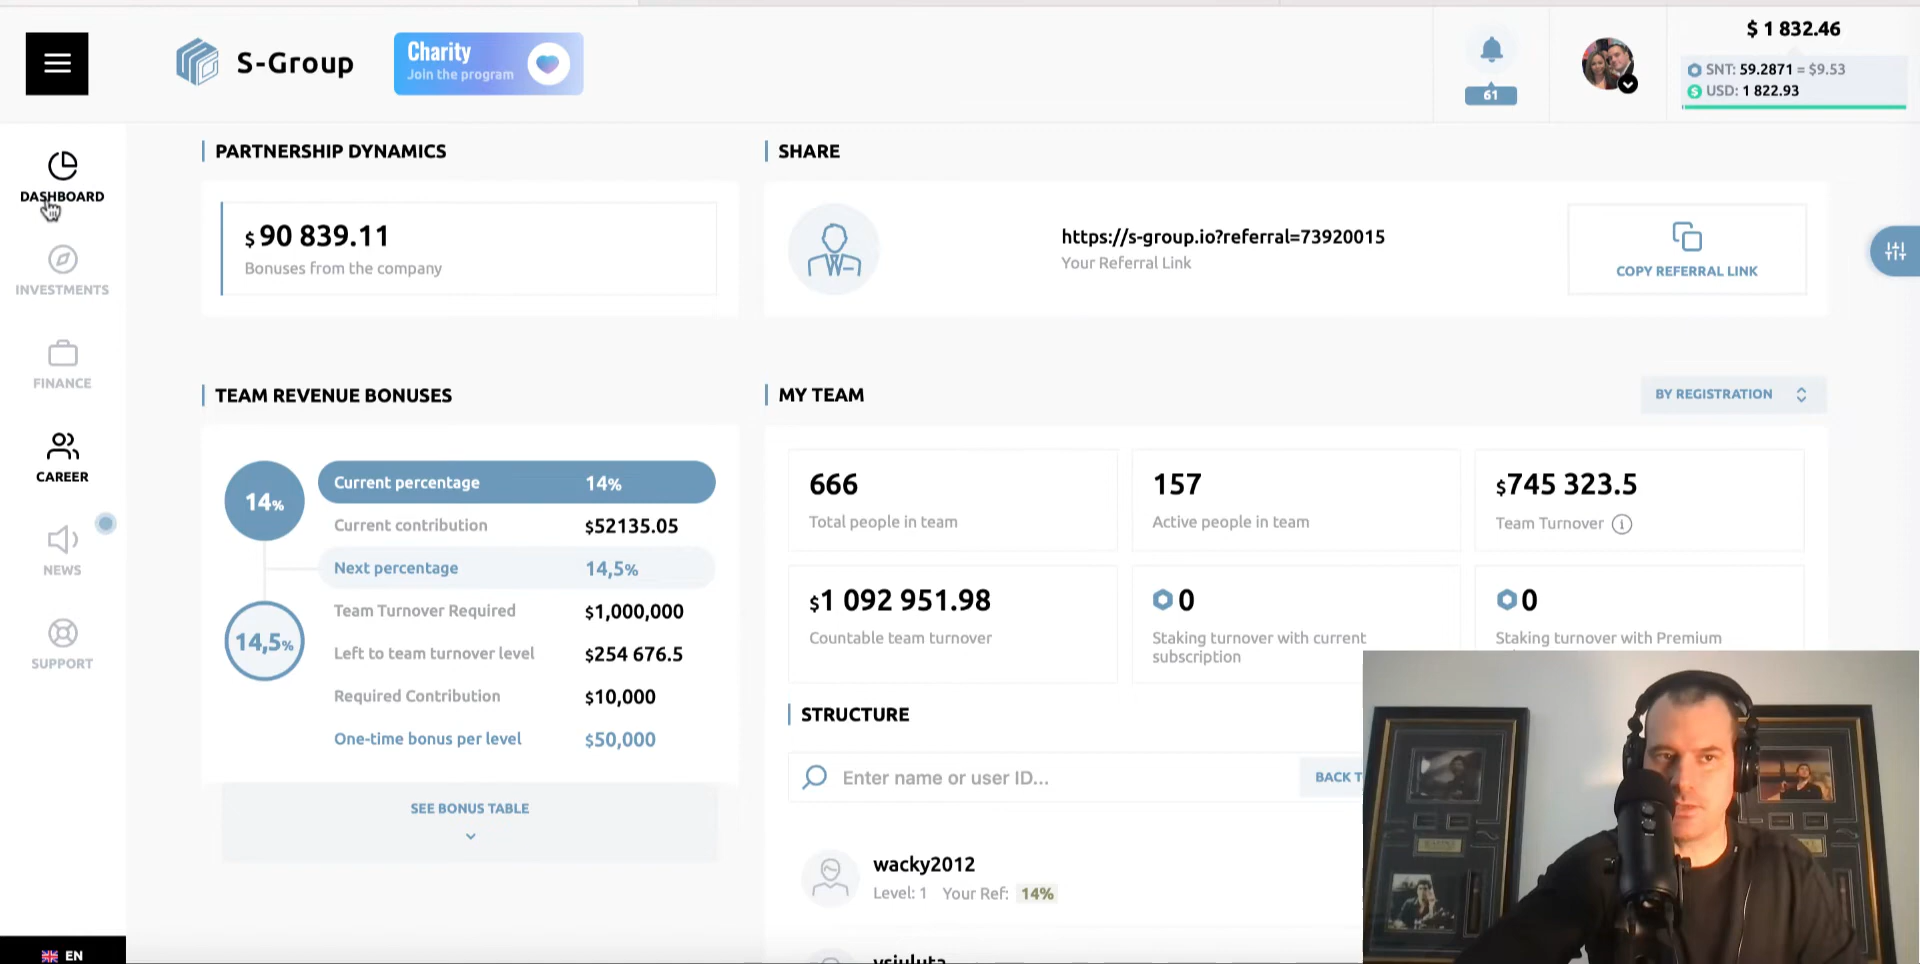 S-Group
Charity
Join the program
61
$ 1 832.46
SNT: 59.2871 = $9.53
USD: 1 822.93
DASHBOARD
INVESTMENTS
FINANCE
CAREER
NEWS
SUPPORT
EN
PARTNERSHIP DYNAMICS
$ 90 839.11
Bonuses from the company
SHARE
https://s-group.io?referral=73920015
Your Referral Link
COPY REFERRAL LINK
TEAM REVENUE BONUSES
14%
Current percentage 14%
Current contribution $52135.05
Next percentage 14,5%
14,5%
Team Turnover Required $1,000,000
Left to team turnover level $254 676.5
Required Contribution $10,000
One-time bonus per level $50,000
SEE BONUS TABLE
MY TEAM
BY REGISTRATION
666
Total people in team
157
Active people in team
$745 323.5
Team Turnover
$1 092 951.98
Countable team turnover
0
Staking turnover with current
subscription
0
Staking turnover with Premium
STRUCTURE
Enter name or user ID...
BACK T
wacky2012
Level: 1 Your Ref: 14%